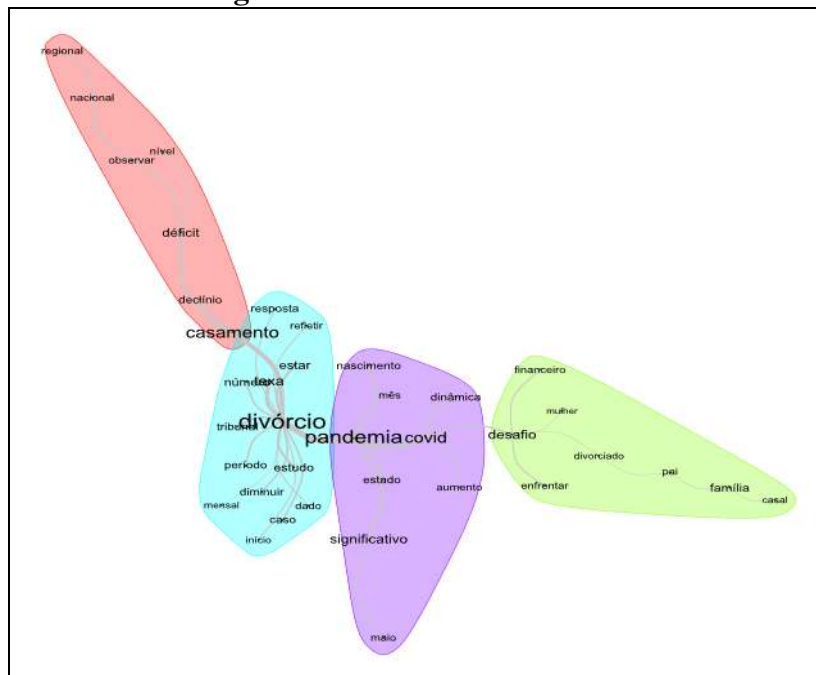 regional
nacional
nível
observar
déficit
declínio
casamento
resposta
refletir
estar
número
taxa
tribunal
divórcio
período
estudo
diminuir
mensal
dado
caso
início
nascimento
mês
dinâmica
pandemia
covid
estado
aumento
significativo
maio
financeiro
mulher
desafio
divorciado
enfrentar
pai
família
casal